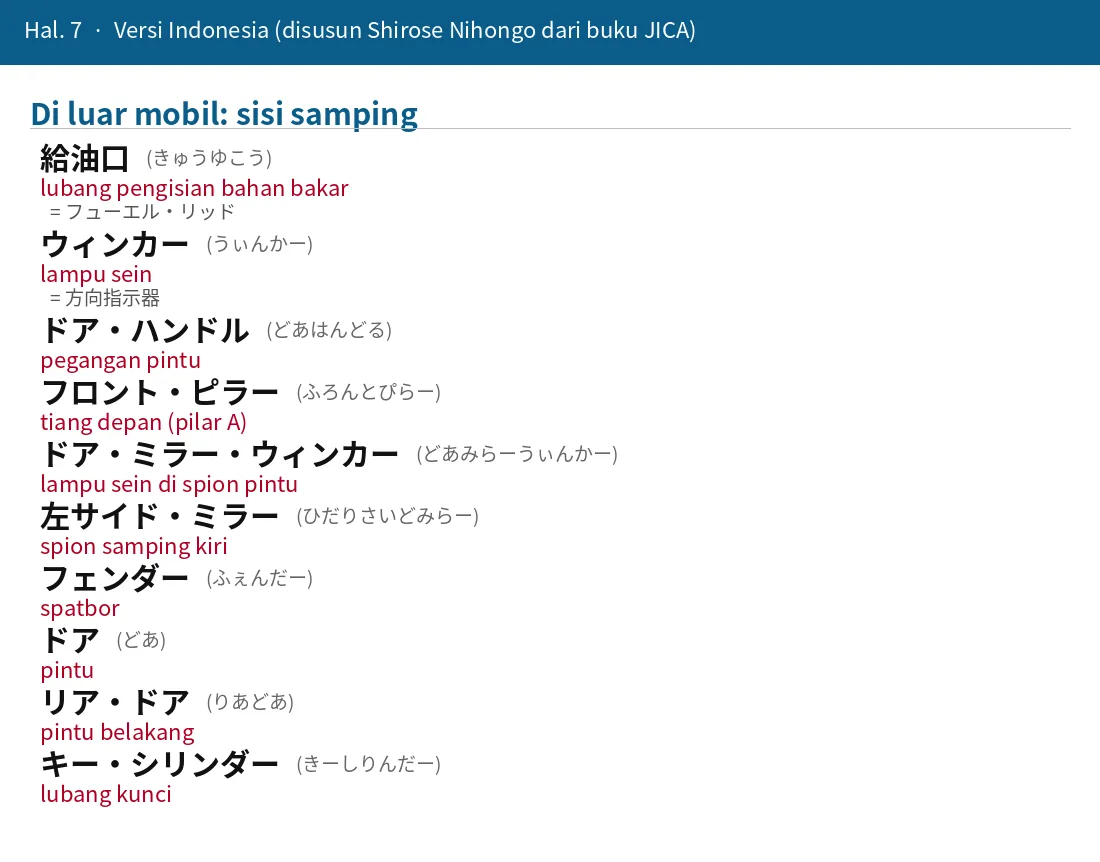 Hal. 7 · Versi Indonesia (disusun Shirose Nihongo dari buku JICA)
Di luar mobil: sisi samping
給油口 (きゅうゆこう)
lubang pengisian bahan bakar
= フューエル・リッド
ウィンカー (うぃんかー)
lampu sein
= 方向指示器
ドア・ハンドル (どあはんどる)
pegangan pintu
フロント・ピラー (ふろんとぴらー)
tiang depan (pilar A)
ドア・ミラー・ウィンカー (どあみらーうぃんかー)
lampu sein di spion pintu
左サイド・ミラー (ひだりさいどみらー)
spion samping kiri
フェンダー (ふぇんだー)
spatbor
ドア (どあ)
pintu
リア・ドア (りあどあ)
pintu belakang
キー・シリンダー (きーしりんだー)
lubang kunci